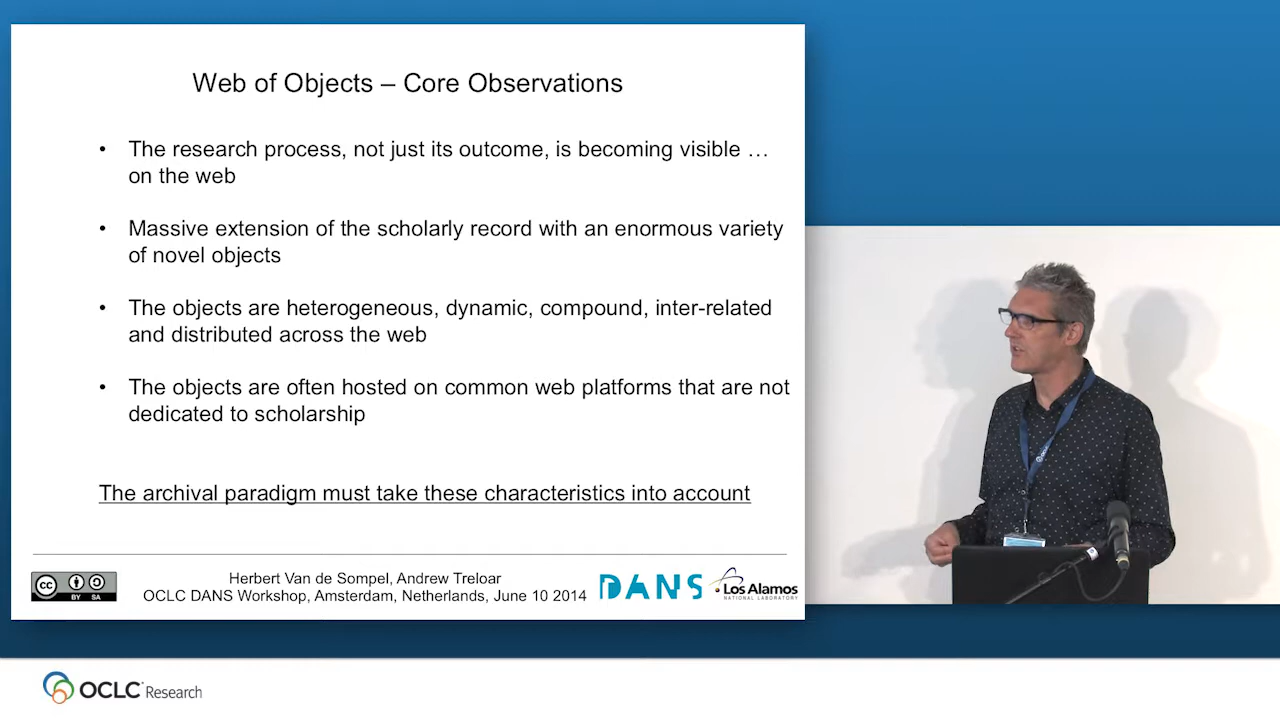 Web of Objects – Core Observations
• The research process, not just its outcome, is becoming visible …
on the web
• Massive extension of the scholarly record with an enormous variety
of novel objects
• The objects are heterogeneous, dynamic, compound, inter-related
and distributed across the web
• The objects are often hosted on common web platforms that are not
dedicated to scholarship
The archival paradigm must take these characteristics into account
cc BY SA
Herbert Van de Sompel, Andrew Treloar
OCLC DANS Workshop, Amsterdam, Netherlands, June 10 2014
DANS
Los Alamos
NATIONAL LABORATORY
OCLC
OCLC Research